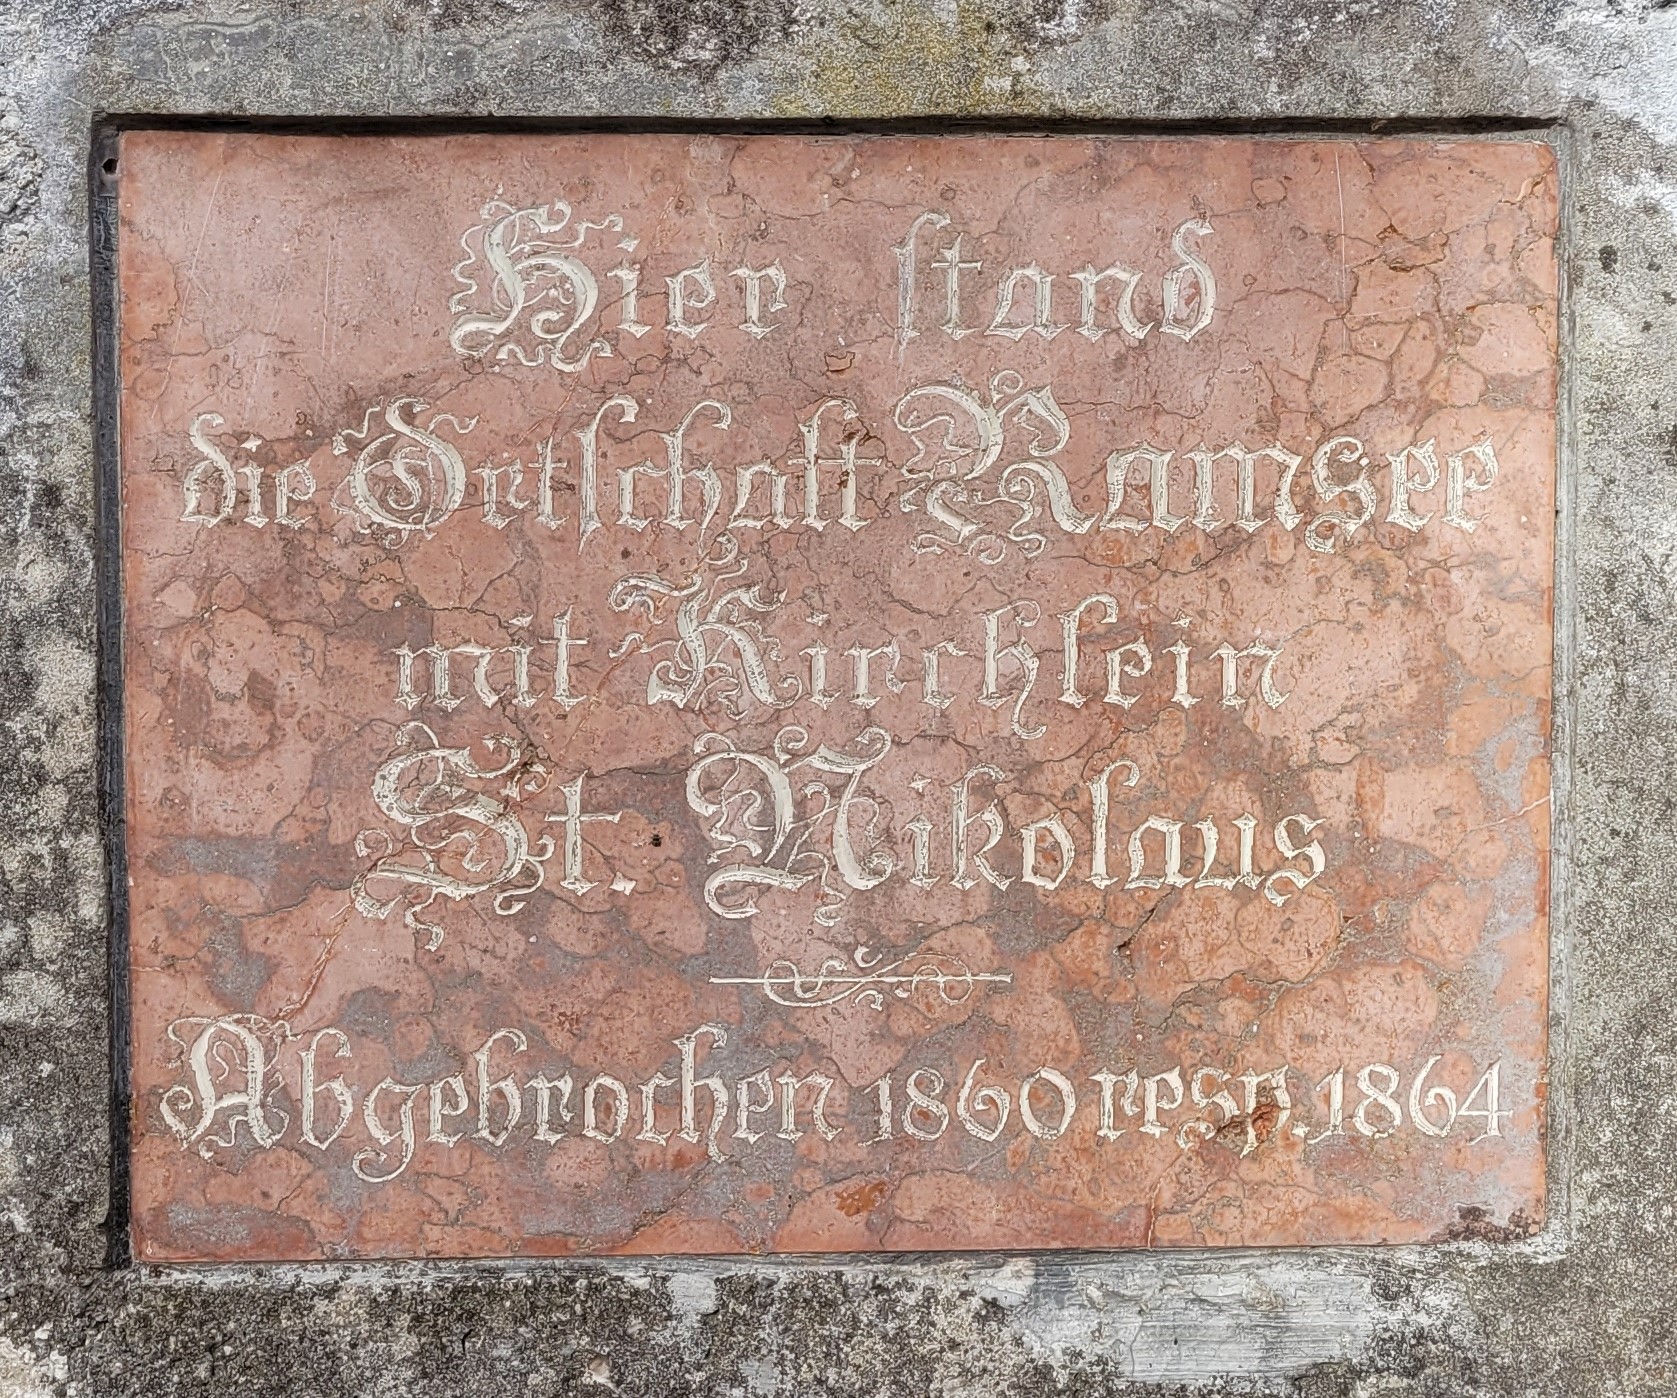 Hier stand
die Ortschaft Ramsee
mit Kirchlein
St. Nikolaus
Abgebrochen 1860 resp. 1864